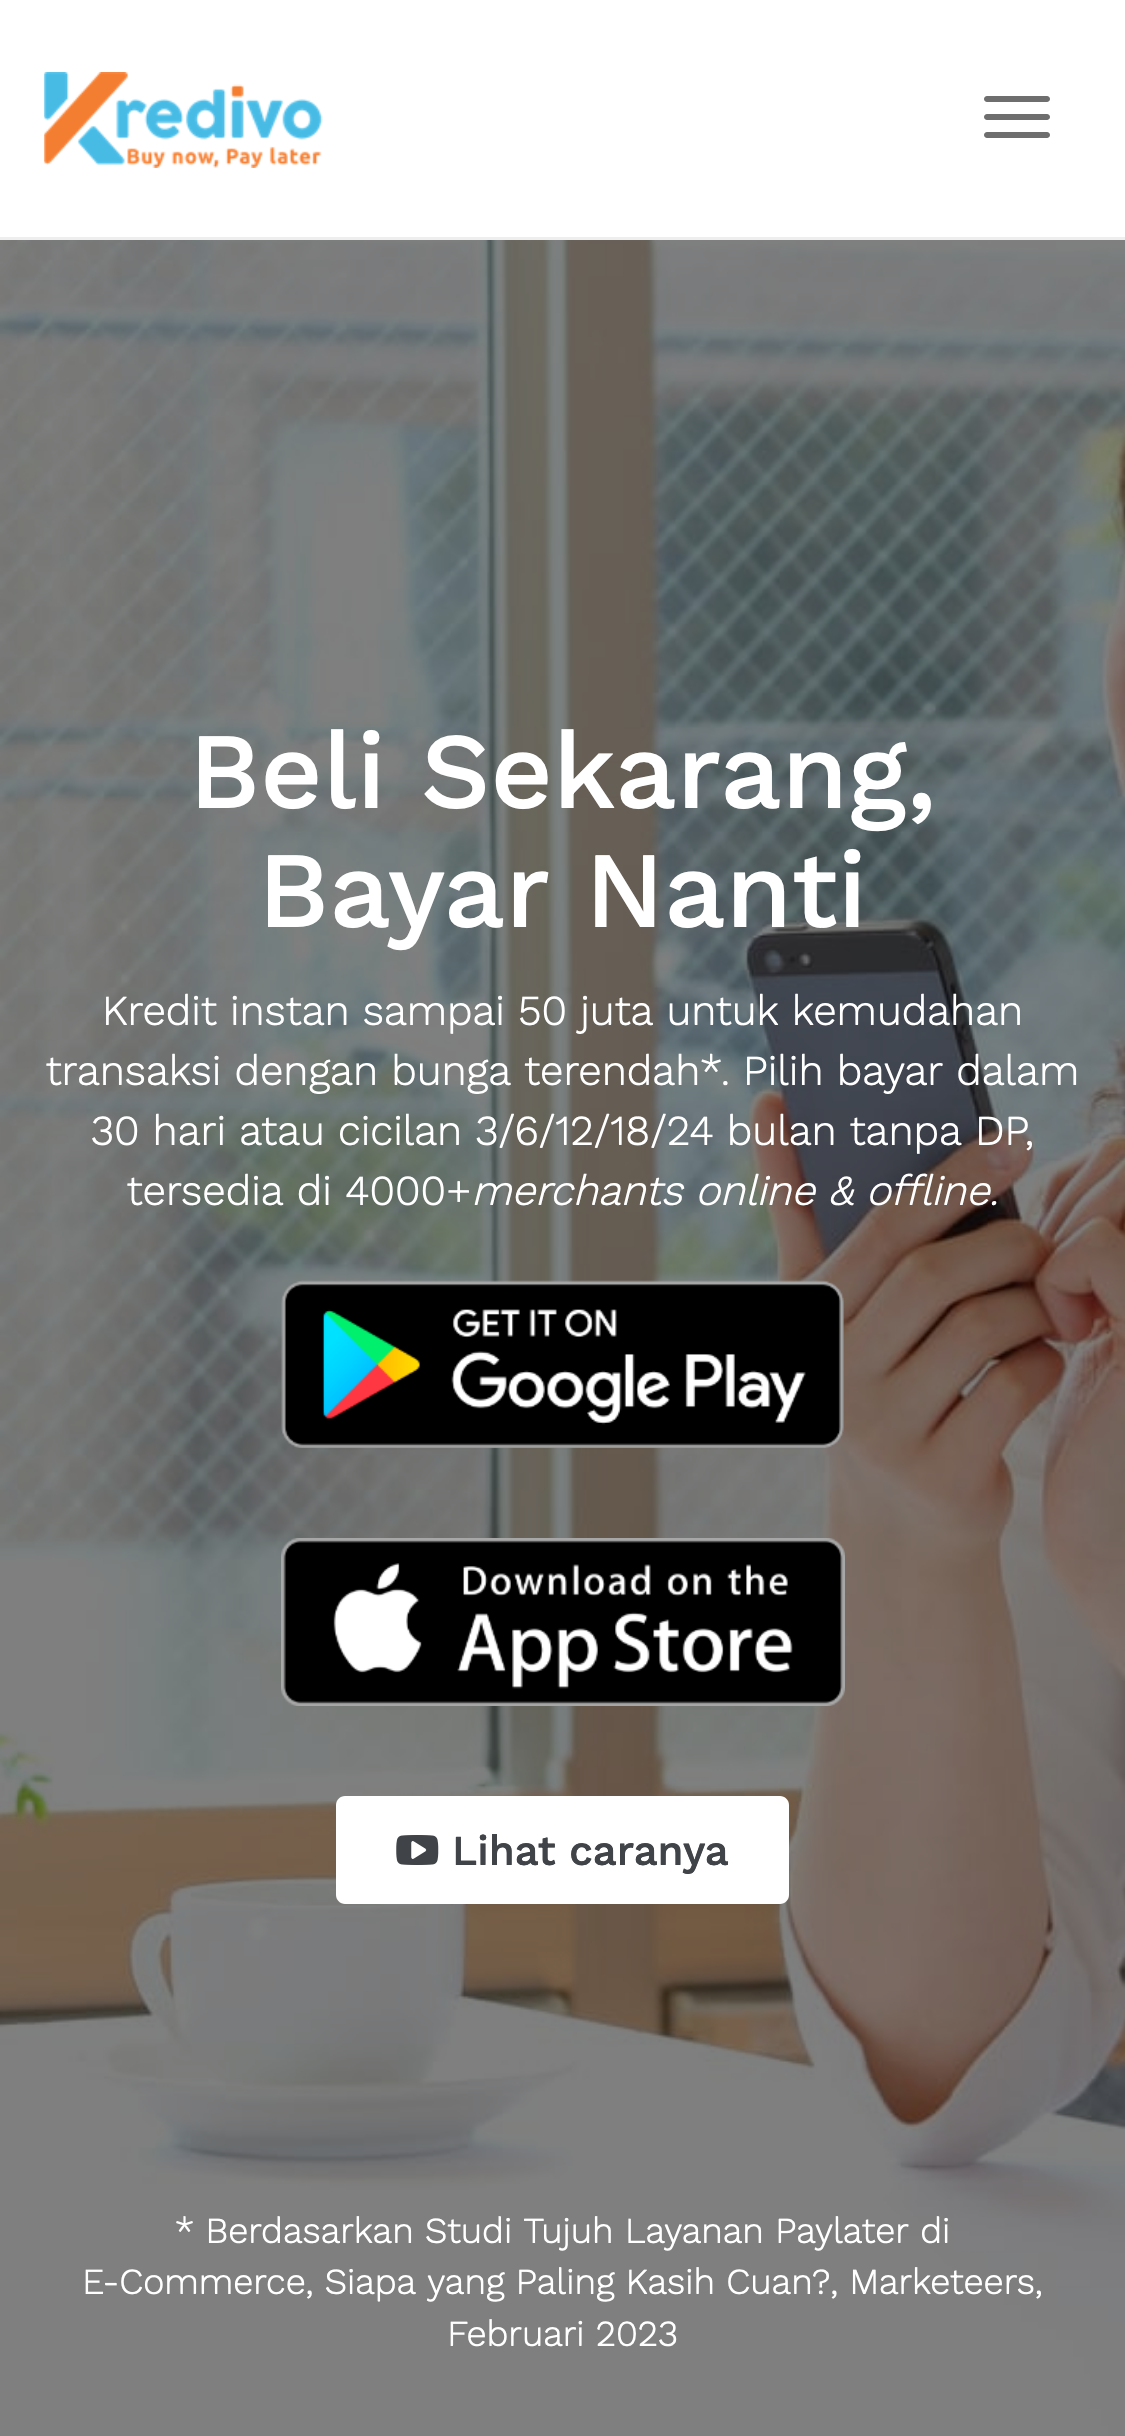 Kredivo
Buy now, Pay later
Beli Sekarang,
Bayar Nanti
Kredit instan sampai 50 juta untuk kemudahan
transaksi dengan bunga terendah*. Pilih bayar dalam
30 hari atau cicilan 3/6/12/18/24 bulan tanpa DP,
tersedia di 4000+merchants online & offline.
GET IT ON
Google Play
Download on the
App Store
Lihat caranya
* Berdasarkan Studi Tujuh Layanan Paylater di
E-Commerce, Siapa yang Paling Kasih Cuan?, Marketeers,
Februari 2023